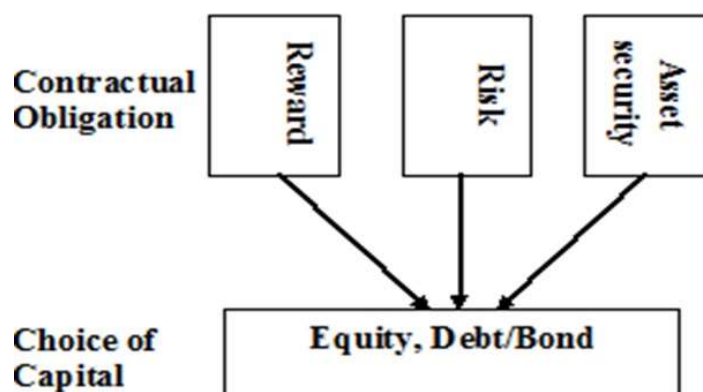 Contractual
Obligation
Reward
Risk
Asset
security
Choice of
Capital
Equity, Debt/Bond